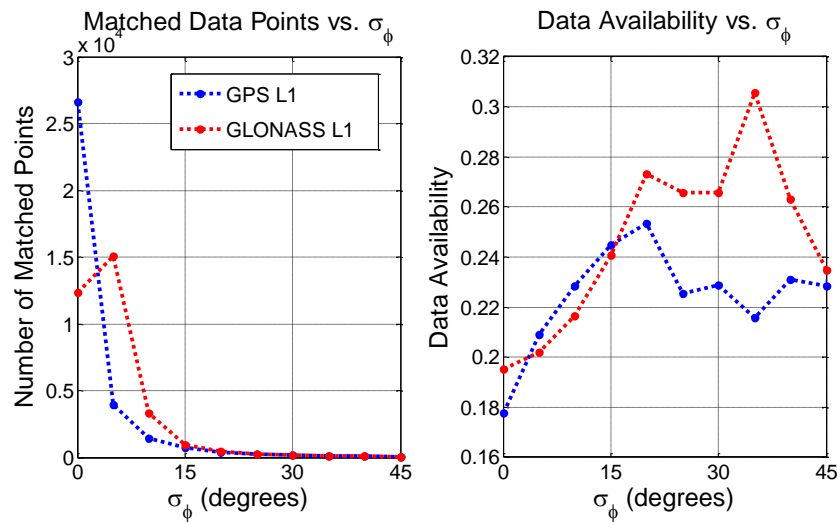 Matched Data Points vs. σϕ
x 10⁴
3
2.5
2
1.5
1
0.5
0
Number of Matched Points
GPS L1
GLONASS L1
0 15 30 45
σϕ (degrees)
Data Availability vs. σϕ
0.32
0.3
0.28
0.26
0.24
0.22
0.2
0.18
0.16
Data Availability
0 15 30 45
σϕ (degrees)